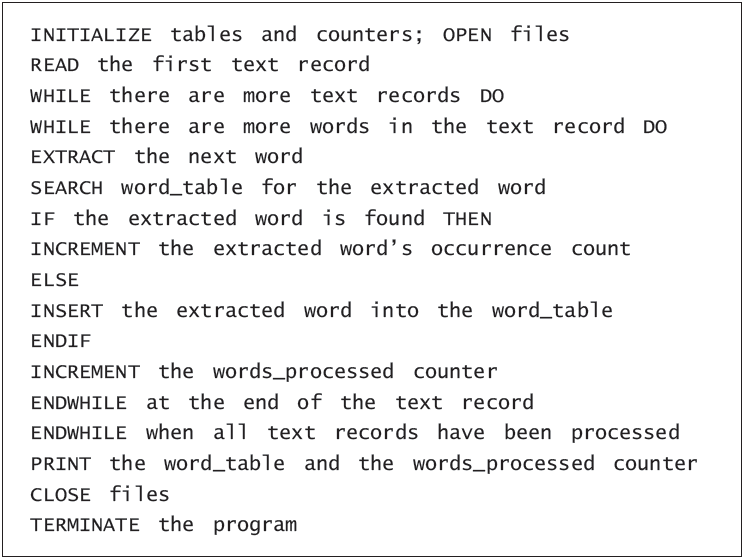 INITIALIZE tables and counters; OPEN files
READ the first text record
WHILE there are more text records DO
WHILE there are more words in the text record DO
EXTRACT the next word
SEARCH word_table for the extracted word
IF the extracted word is found THEN
INCREMENT the extracted word’s occurrence count
ELSE
INSERT the extracted word into the word_table
ENDIF
INCREMENT the words_processed counter
ENDWHILE at the end of the text record
ENDWHILE when all text records have been processed
PRINT the word_table and the words_processed counter
CLOSE files
TERMINATE the program